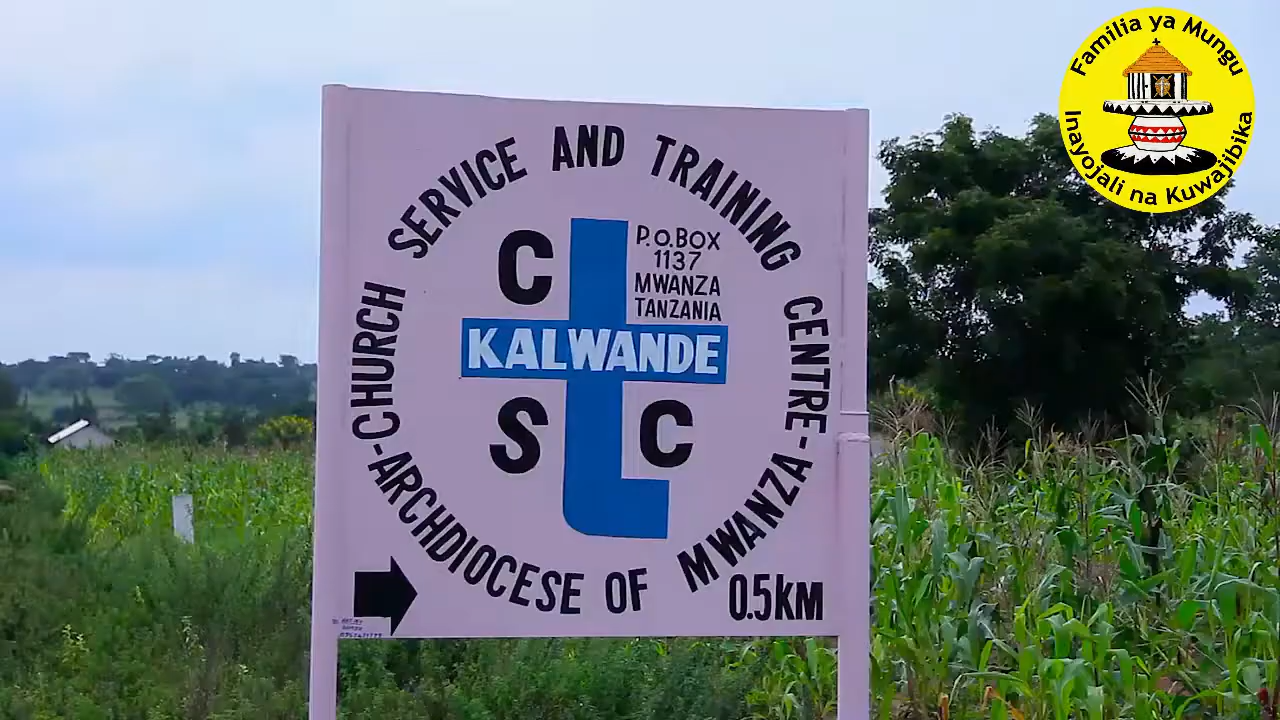 Familia ya Mungu
Inayojali na Kuwajibika
CHURCH SERVICE AND TRAINING CENTRE-
-ARCHDIOCESE OF MWANZA
C
P.O.BOX
1137
MWANZA
TANZANIA
KALWANDE
S C
0.5KM